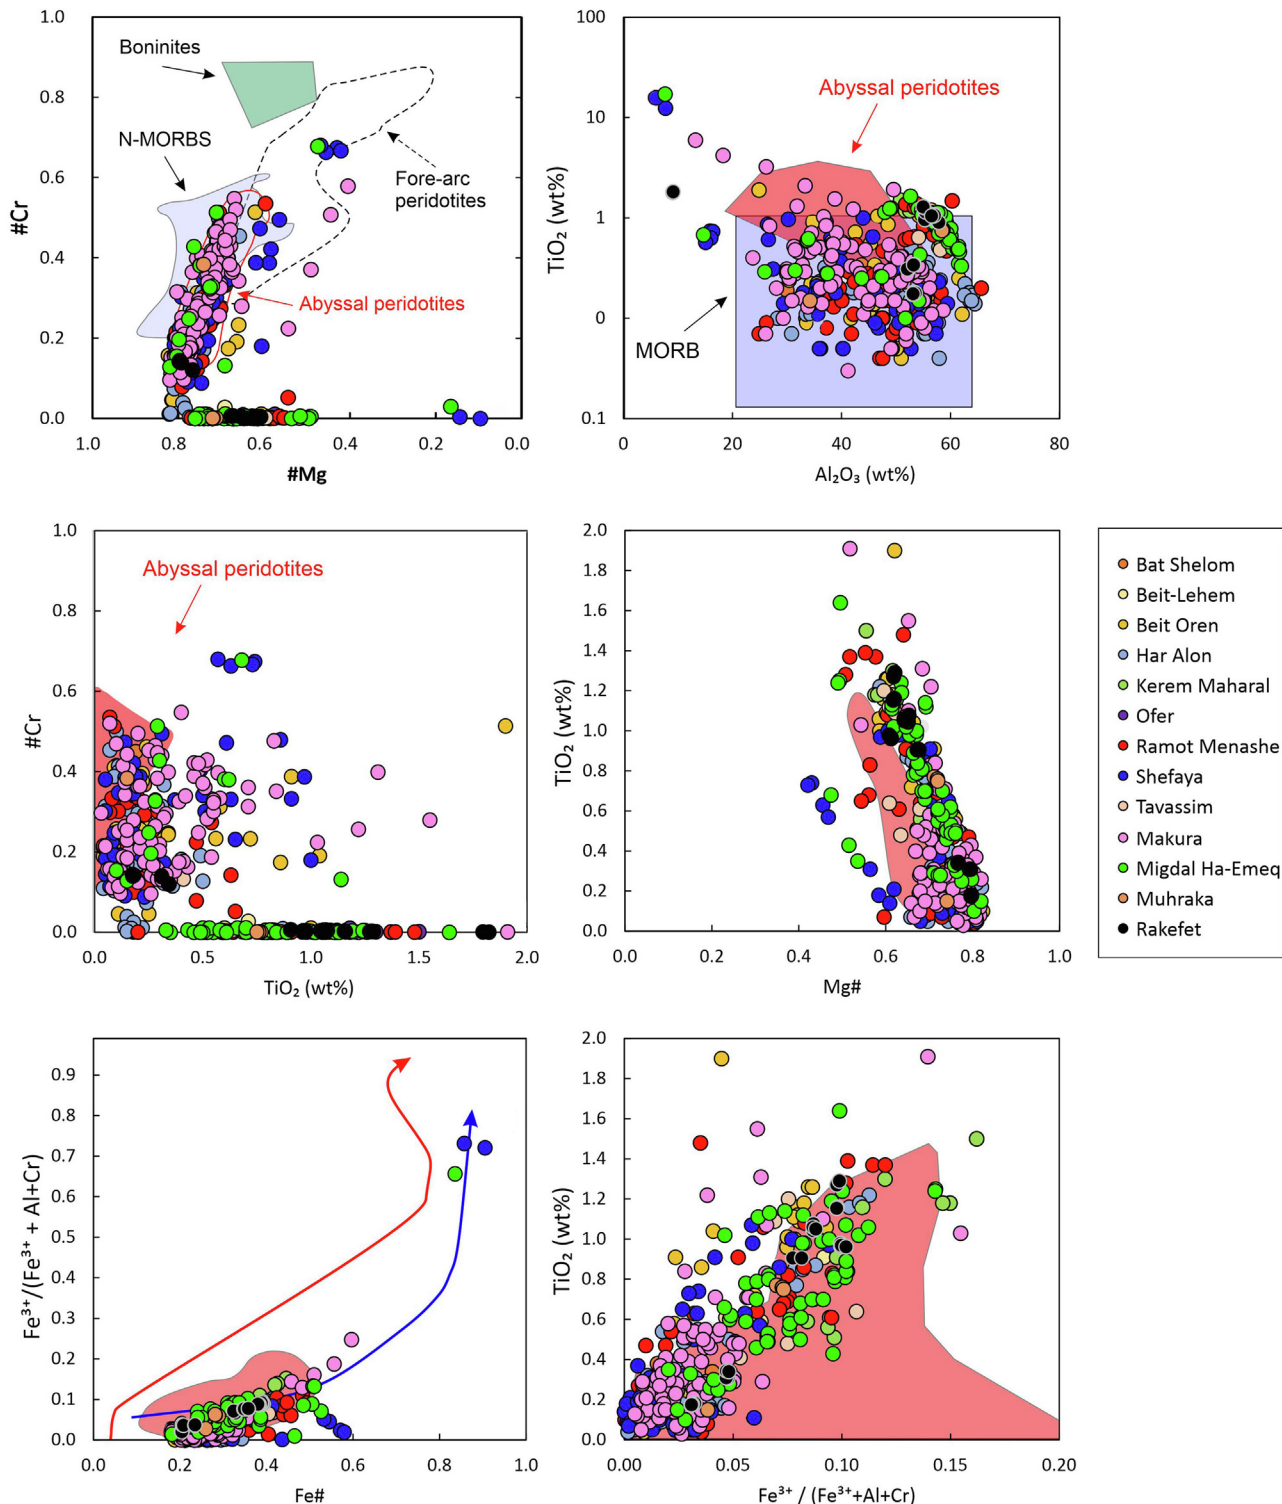 1.0
0.8
0.6
0.4
0.2
0.0
#Cr
Boninites
N-MORBS
Fore-arc
peridotites
Abyssal peridotites
1.0
0.8
0.6
0.4
0.2
0.0
#Mg
100
10
1
0
0.1
TiO₂ (wt%)
Abyssal peridotites
MORB
0
20
40
60
80
Al₂O₃ (wt%)
1.0
0.8
0.6
0.4
0.2
0.0
#Cr
Abyssal peridotites
0.0
0.5
1.0
1.5
2.0
TiO₂ (wt%)
2.0
1.8
1.6
1.4
1.2
1.0
0.8
0.6
0.4
0.2
0.0
TiO₂ (wt%)
0.0
0.2
0.4
0.6
0.8
1.0
Mg#
Bat Shelom
Beit-Lehem
Beit Oren
Har Alon
Kerem Maharal
Ofer
Ramot Menashe
Shefaya
Tavassim
Makura
Migdal Ha-Emeq
Muhraka
Rakefet
0.9
0.8
0.7
0.6
0.5
0.4
0.3
0.2
0.1
0.0
Fe³⁺/(Fe³⁺ + Al+Cr)
0.0
0.2
0.4
0.6
0.8
1.0
Fe#
2.0
1.8
1.6
1.4
1.2
1.0
0.8
0.6
0.4
0.2
0.0
TiO₂ (wt%)
0.00
0.05
0.10
0.15
0.20
Fe³⁺ / (Fe³⁺+Al+Cr)